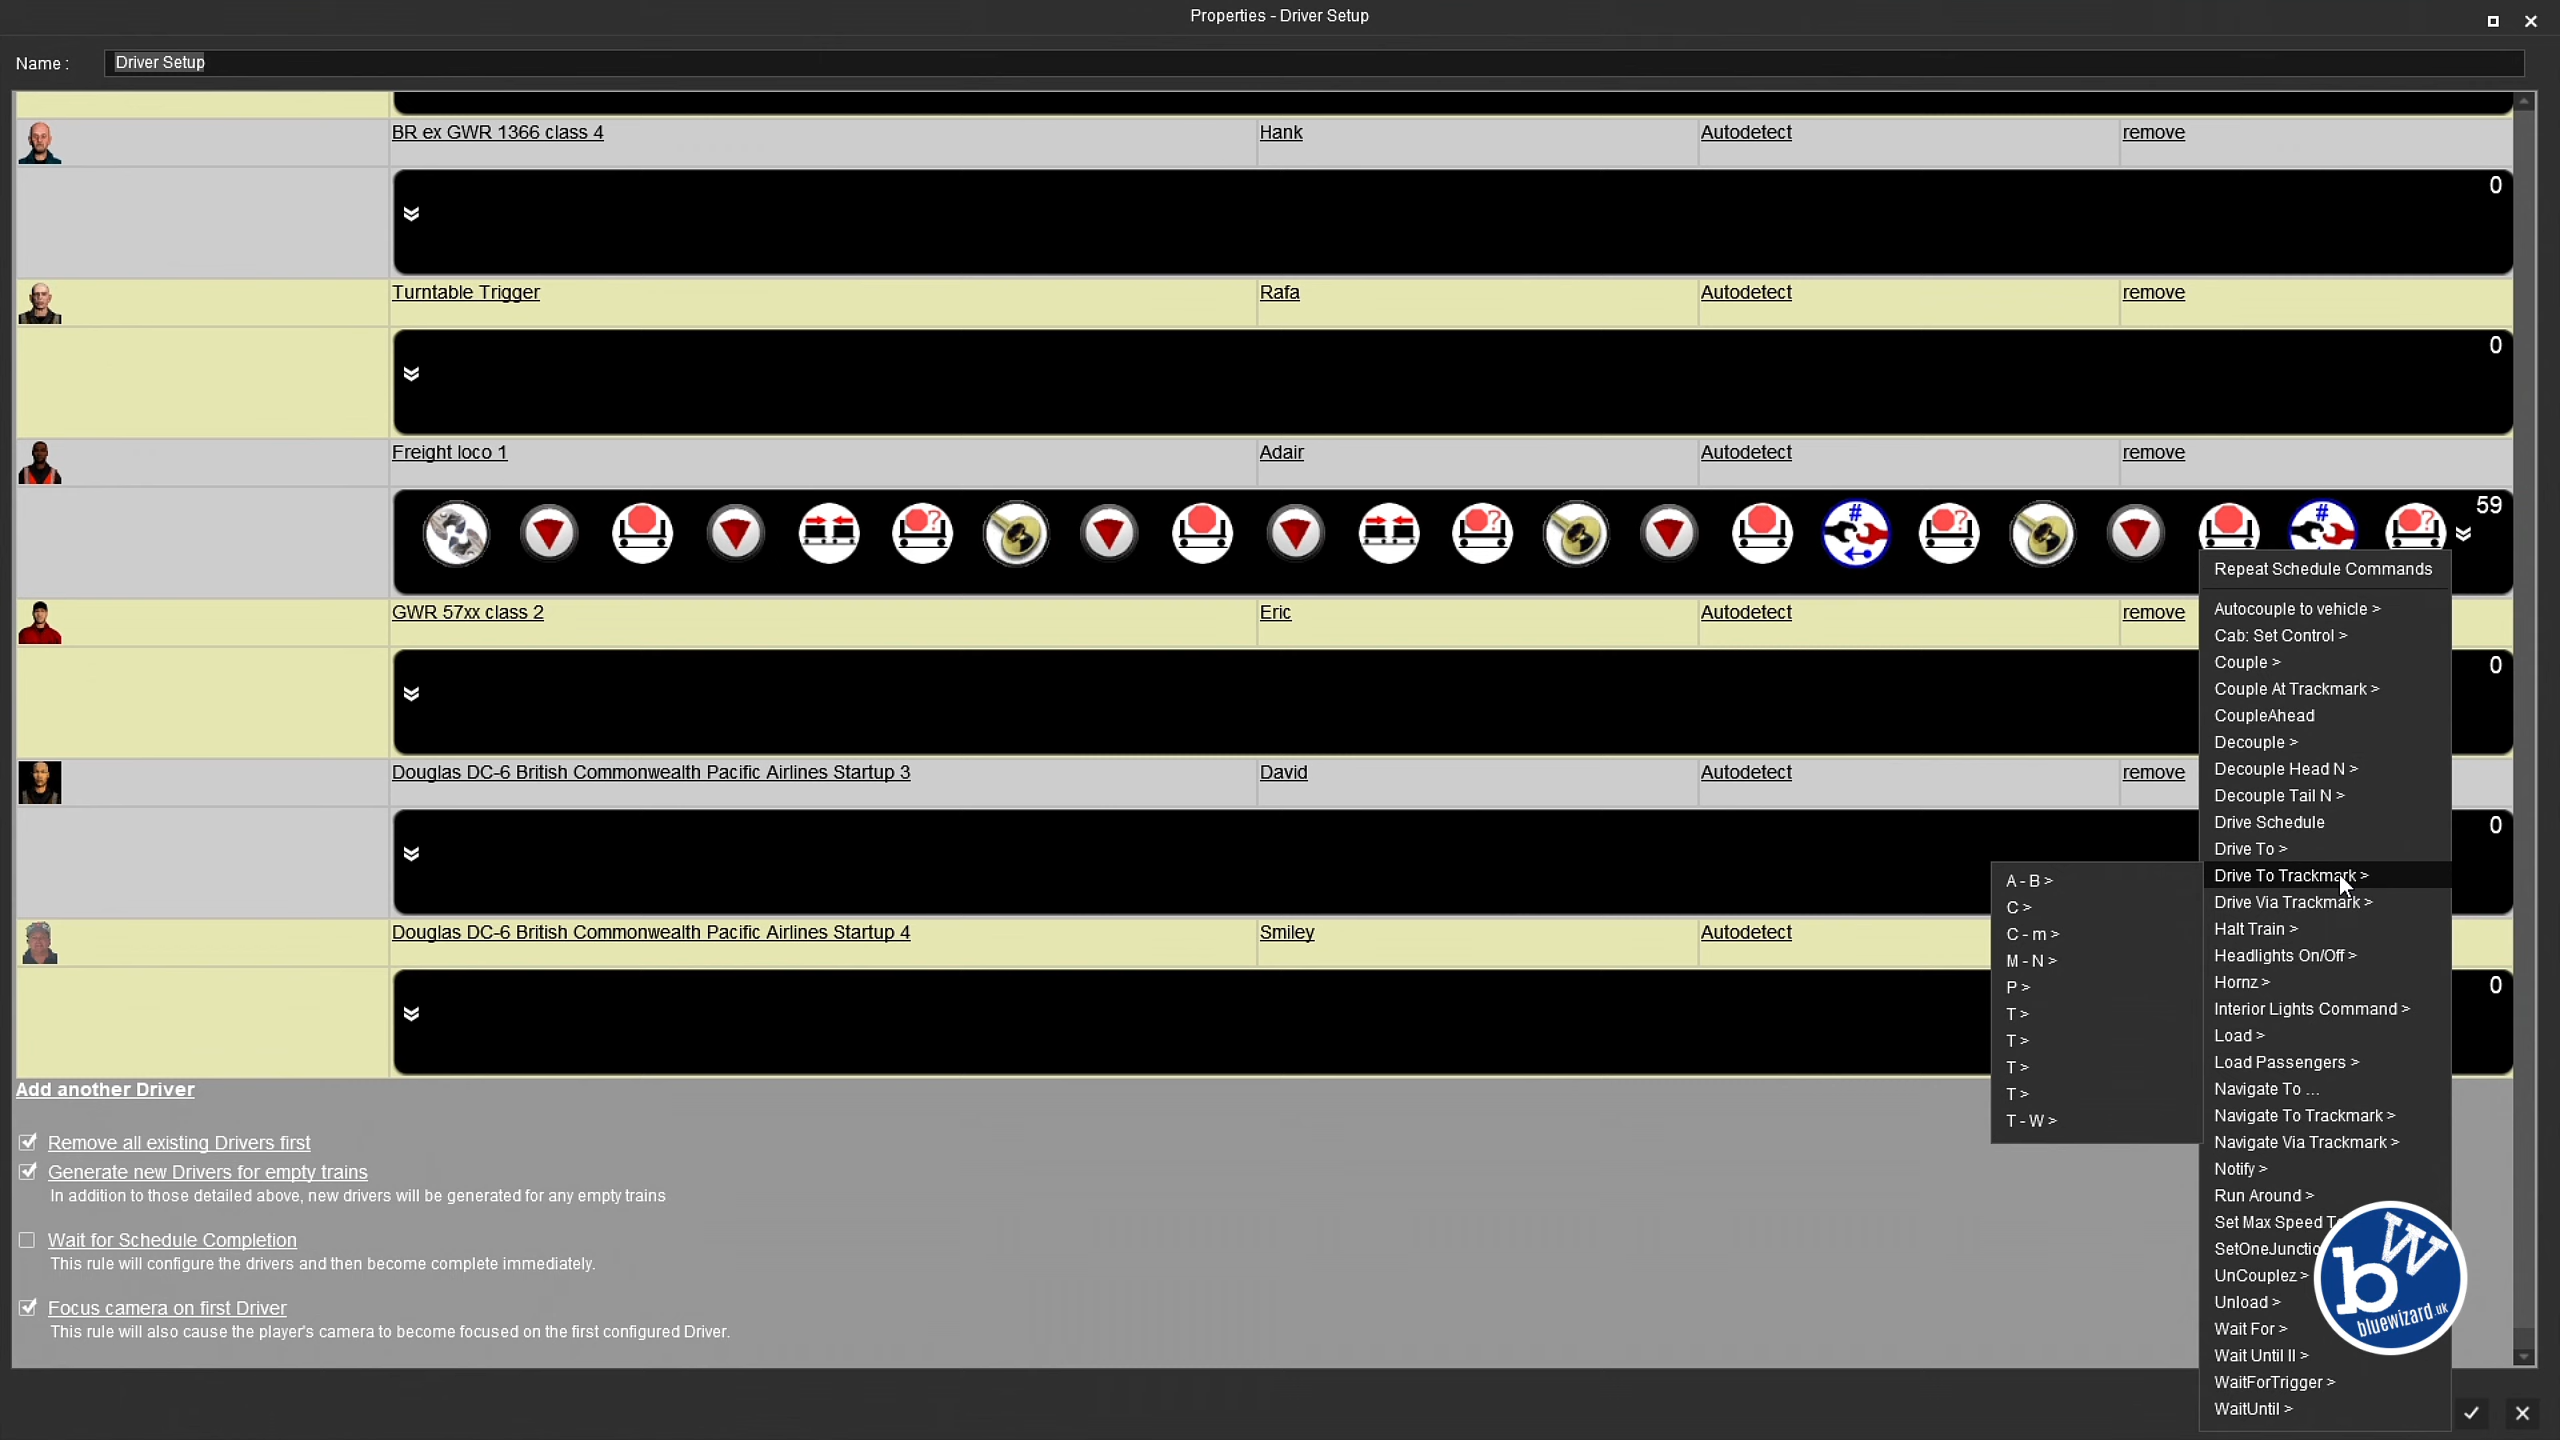 Properties - Driver Setup
Name :
Driver Setup
BR ex GWR 1366 class 4
Hank
Autodetect
remove
0
Turntable Trigger
Rafa
Autodetect
remove
0
Freight loco 1
Adair
Autodetect
remove
# ? ? ? # ?
59
GWR 57xx class 2
Eric
Autodetect
remove
0
Douglas DC-6 British Commonwealth Pacific Airlines Startup 3
David
Autodetect
remove
0
Douglas DC-6 British Commonwealth Pacific Airlines Startup 4
Smiley
Autodetect
0
Repeat Schedule Commands
Autocouple to vehicle >
Cab: Set Control >
Couple >
Couple At Trackmark >
CoupleAhead
Decouple >
Decouple Head N >
Decouple Tail N >
Drive Schedule
Drive To >
Drive To Trackmark >
Drive Via Trackmark >
Halt Train >
Headlights On/Off >
Hornz >
Interior Lights Command >
Load >
Load Passengers >
Navigate To ...
Navigate To Trackmark >
Navigate Via Trackmark >
Notify >
Run Around >
Set Max Speed
UnCouplez >
Unload >
Wait For >
Wait Until II >
WaitForTrigger >
WaitUntil >
A - B >
C >
C - m >
M - N >
P >
T >
T >
T >
T >
T - W >
Add another Driver
Remove all existing Drivers first
Generate new Drivers for empty trains
In addition to those detailed above, new drivers will be generated for any empty trains
Wait for Schedule Completion
This rule will configure the drivers and then become complete immediately.
Focus camera on first Driver
This rule will also cause the player's camera to become focused on the first configured Driver.
bw
bluewizard.uk